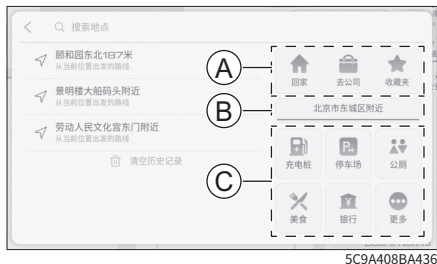 搜索地点
颐和园东北187米
从当前位置出发的路线
景明楼大船码头附近
从当前位置出发的路线
劳动人民文化宫东门附近
从当前位置出发的路线
清空历史记录
A
回家 去公司 收藏夹
B
北京市东城区附近
C
充电桩 停车场 公厕
美食 银行 更多
5C9A408BA436